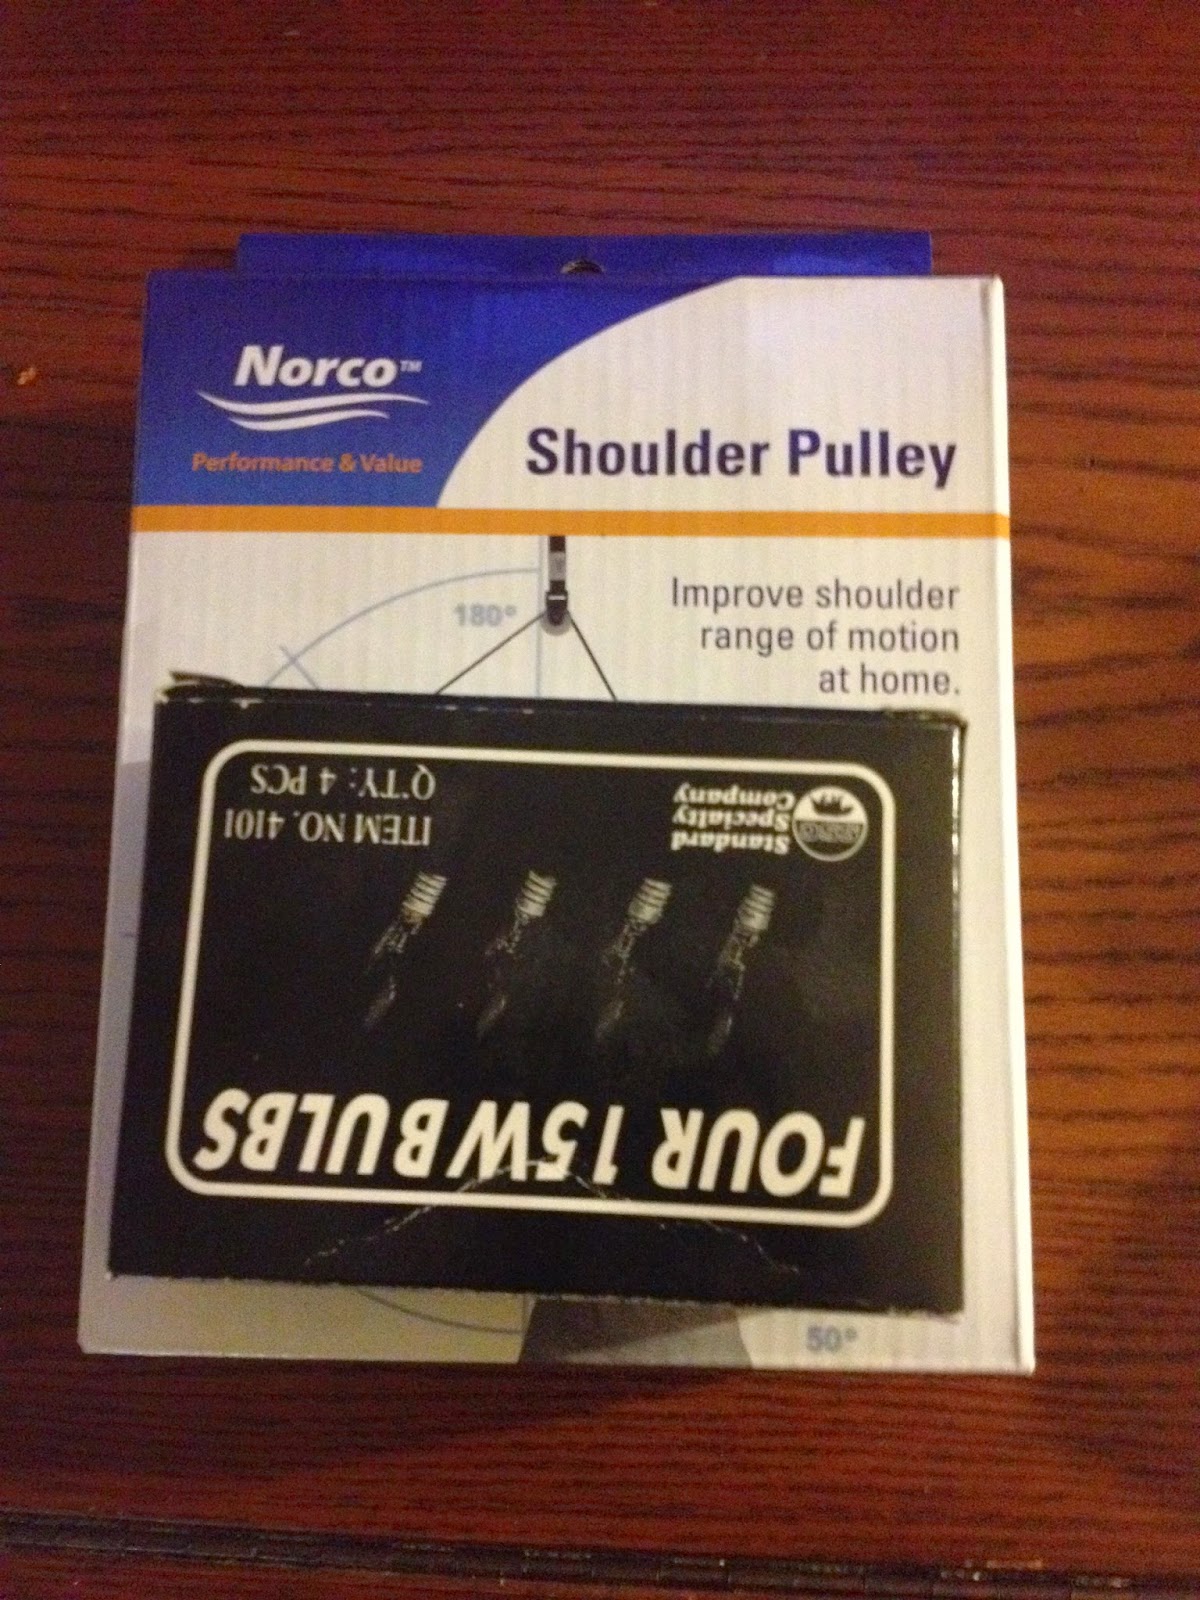 Norco™
Performance & Value
Shoulder Pulley
Improve shoulder
range of motion
at home.
180°
FOUR 15W BULBS
Standard
Specialty
Company
ITEM NO. 4101
Q'TY: 4 PCS
50°